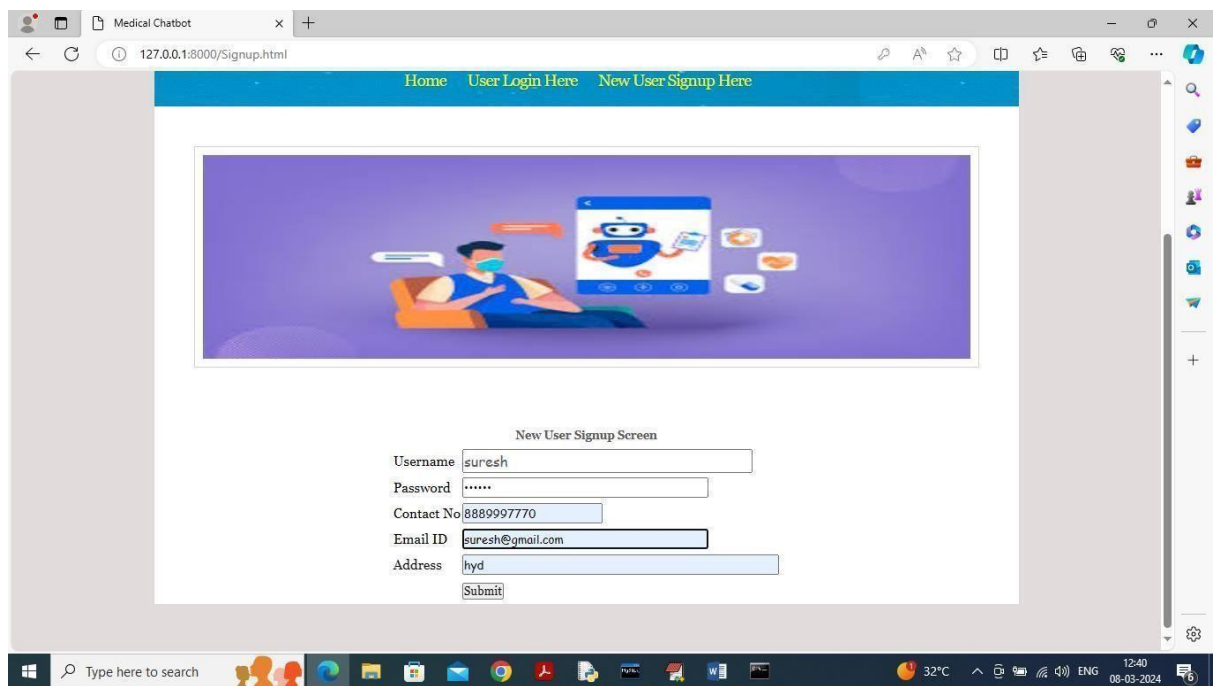 Medical Chatbot
127.0.0.1:8000/Signup.html
Home User Login Here New User Signup Here
New User Signup Screen
Username suresh
Password ••••••
Contact No 8889997770
Email ID suresh@gmail.com
Address hyd
Submit
Type here to search
32°C ENG 12:40
08-03-2024
6